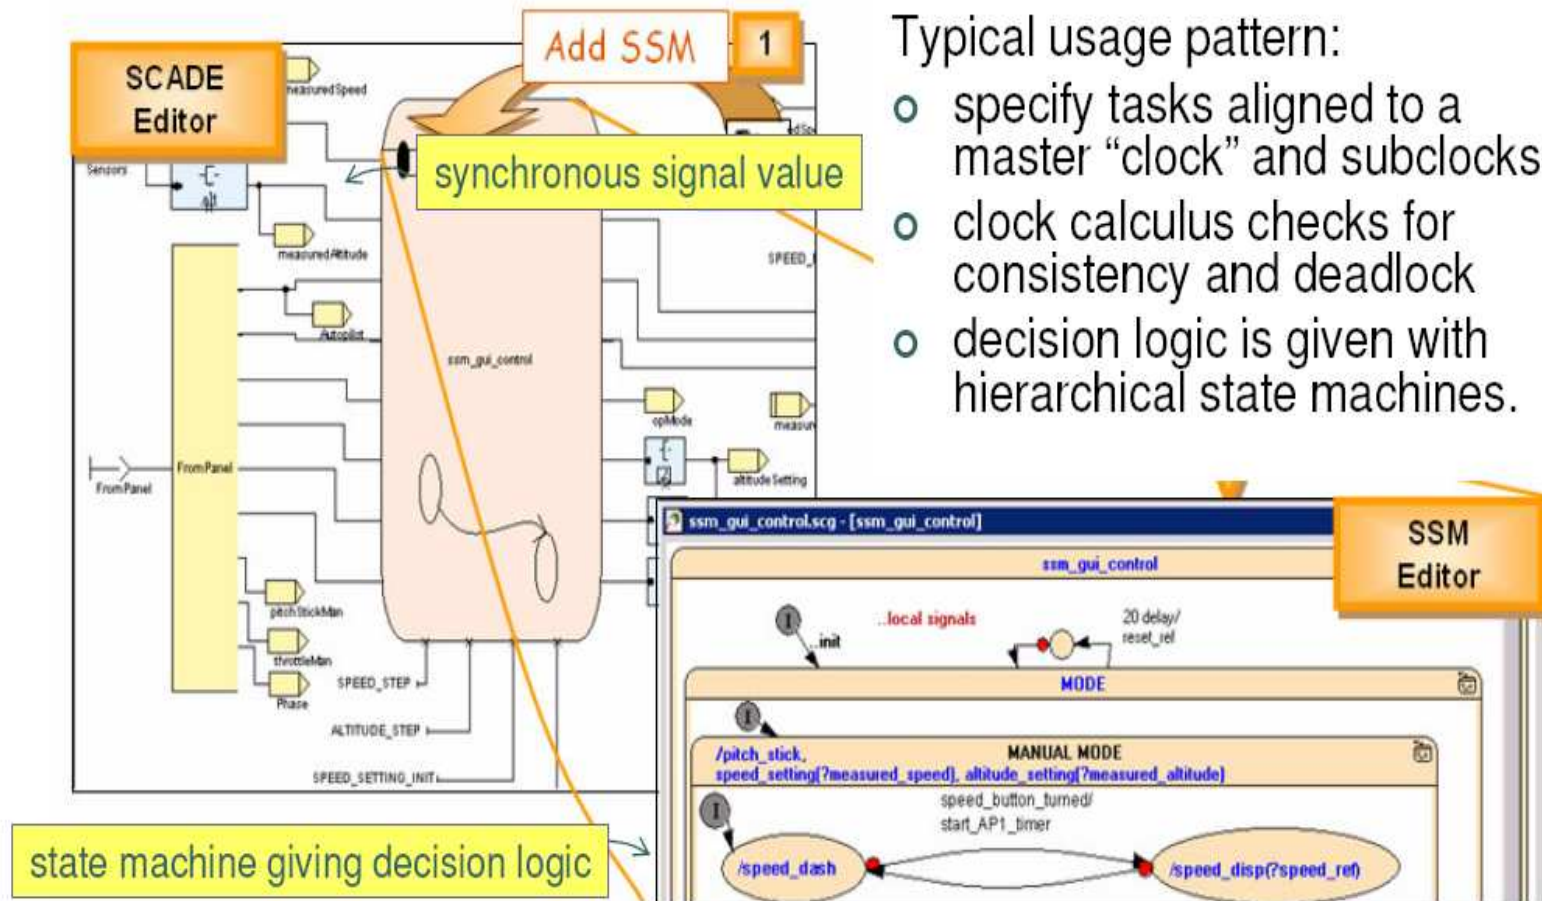 Add SSM
1
SCADE
Editor
measuredSpeed
synchronous signal value
Sensors
alt
measuredAltitude
Autopilot
ssm_gui_control
FromPanel
FromPanel
opMode
altitudeSetting
pitchStickMan
throttleMan
Phase
SPEED_STEP
ALTITUDE_STEP
SPEED_SETTING_INIT
state machine giving decision logic
Typical usage pattern:
specify tasks aligned to a
master “clock” and subclocks
clock calculus checks for
consistency and deadlock
decision logic is given with
hierarchical state machines.
ssm_gui_control.scg - [ssm_gui_control]
SSM
Editor
ssm_gui_control
I
..local signals
20 delay/
reset_ref
..init
MODE
I
/pitch_stick,
MANUAL MODE
speed_setting(?measured_speed), altitude_setting(?measured_altitude)
I
speed_button_turned/
start_AP1_timer
/speed_dash
/speed_disp(?speed_ref)